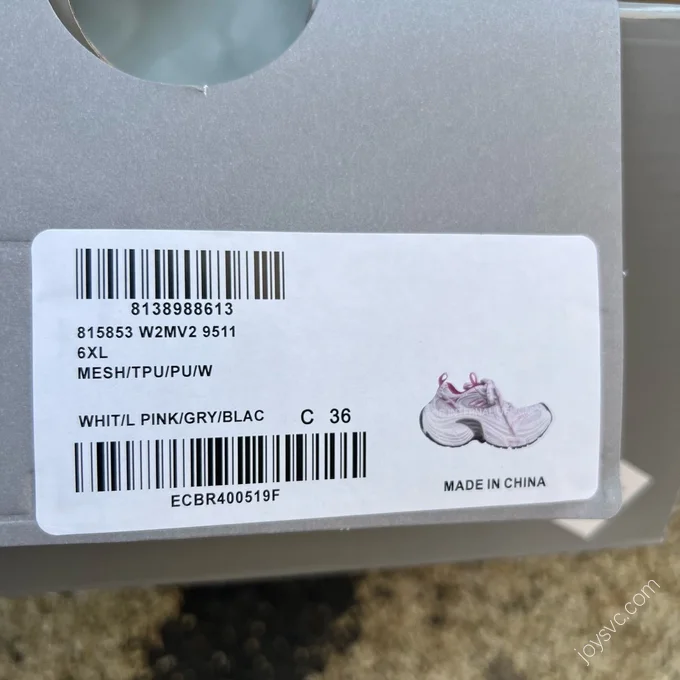 8138988613
815853 W2MV2 9511
6XL
MESH/TPU/PU/W
WHIT/L PINK/GRY/BLAC C 36
ECBR400519F
MADE IN CHINA
joysvc.com